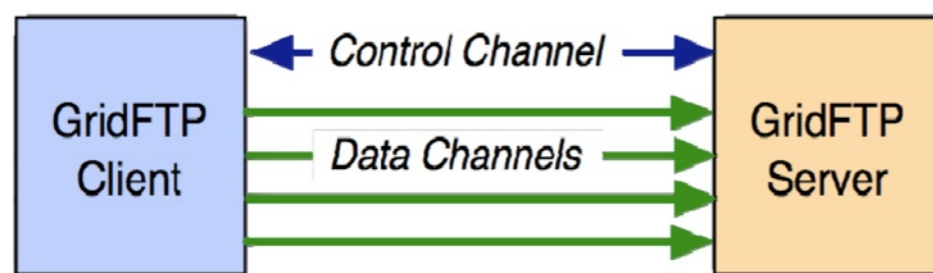 Control Channel
GridFTP
Client
Data Channels
GridFTP
Server